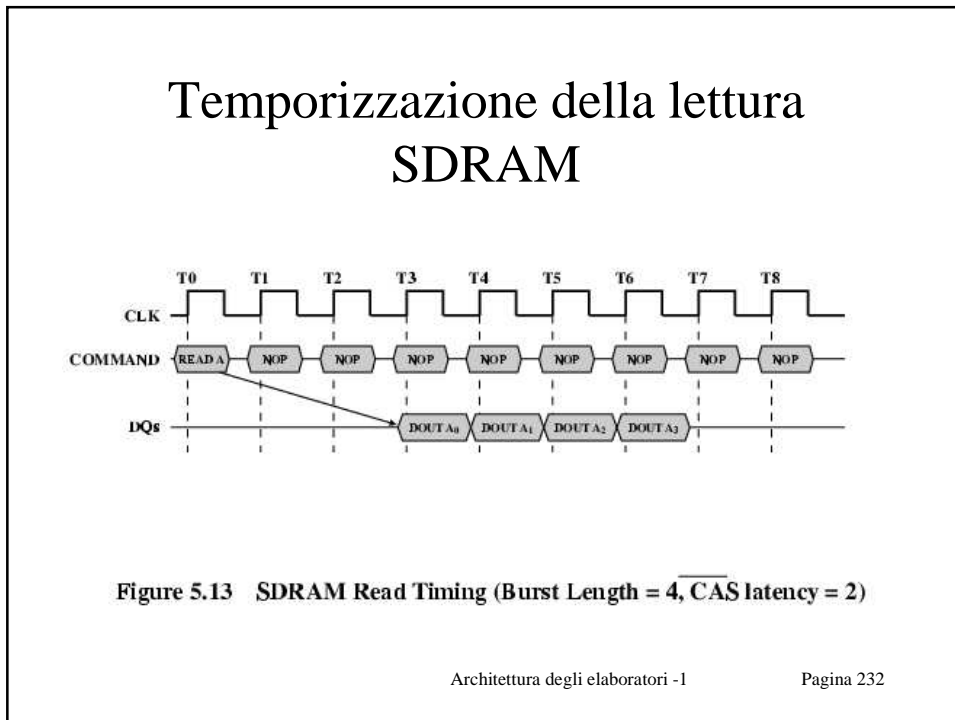 Temporizzazione della lettura
SDRAM
T0 T1 T2 T3 T4 T5 T6 T7 T8
CLK
COMMAND READ A NOP NOP NOP NOP NOP NOP NOP NOP
DQs DOUT A0 DOUT A1 DOUT A2 DOUT A3
Figure 5.13 SDRAM Read Timing (Burst Length = 4, CAS latency = 2)
Architettura degli elaboratori -1 Pagina 232